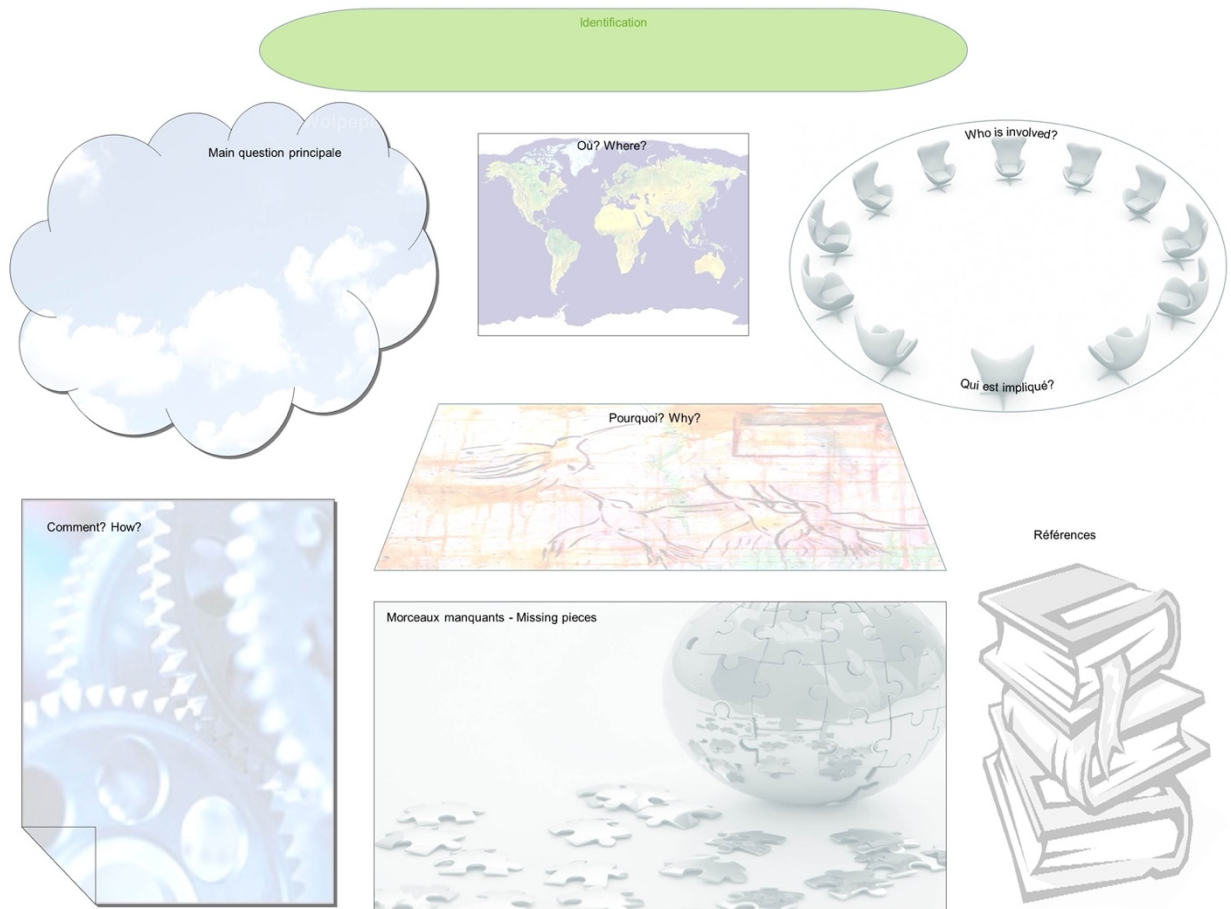 Identification
Main question principale
Où? Where?
Who is involved?
Qui est impliqué?
Pourquoi? Why?
Comment? How?
Références
Morceaux manquants - Missing pieces